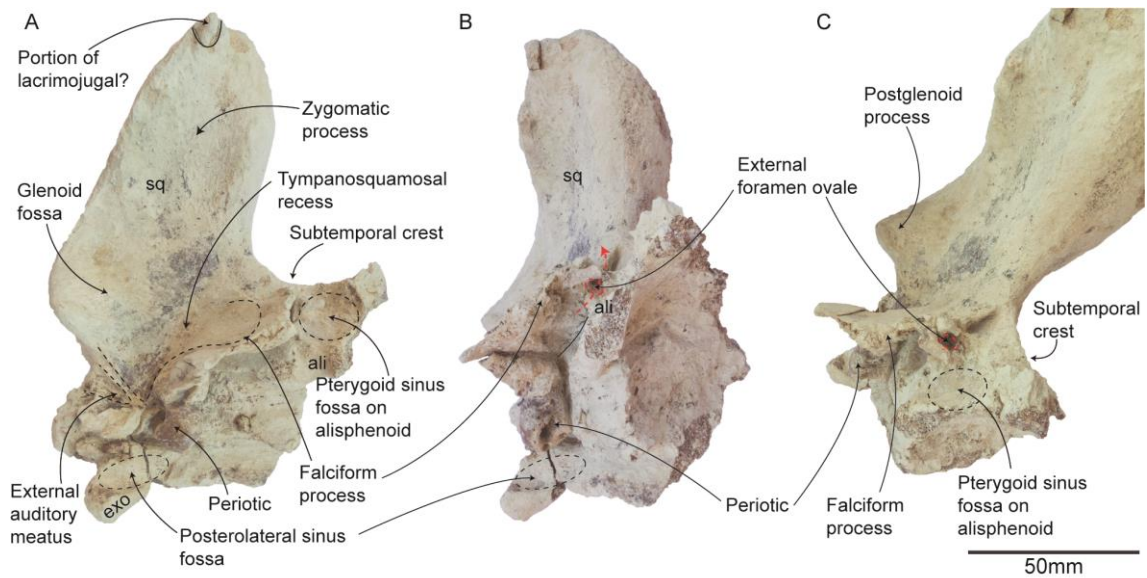 A
Portion of
lacrimojugal?
Zygomatic
process
sq
Glenoid
fossa
Tympanosquamosal
recess
Subtemporal crest
ali
Pterygoid sinus
fossa on
alisphenoid
External
auditory
meatus
exo
Periotic
Falciform
process
Posterolateral sinus
fossa
B
sq
External
foramen ovale
ali
Periotic
C
Postglenoid
process
Subtemporal
crest
Falciform
process
Pterygoid sinus
fossa on
alisphenoid
50mm